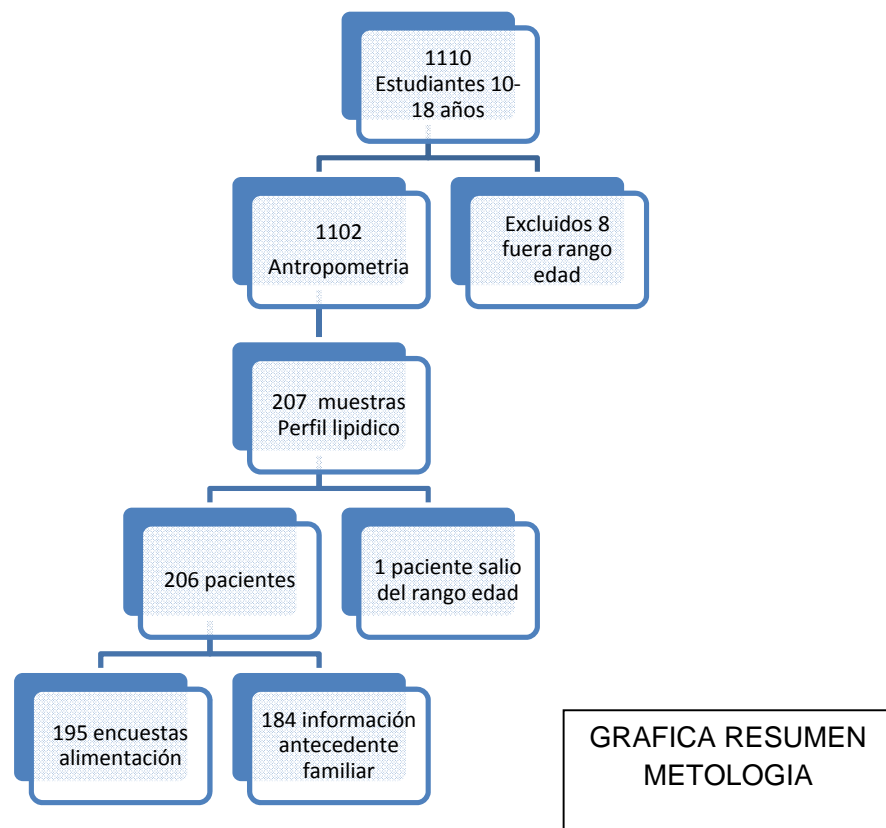 1110
Estudiantes 10-
18 años
1102
Antropometria
Excluidos 8
fuera rango
edad
207 muestras
Perfil lipidico
206 pacientes
1 paciente salio
del rango edad
195 encuestas
alimentación
184 información
antecedente
familiar
GRAFICA RESUMEN
METOLOGIA